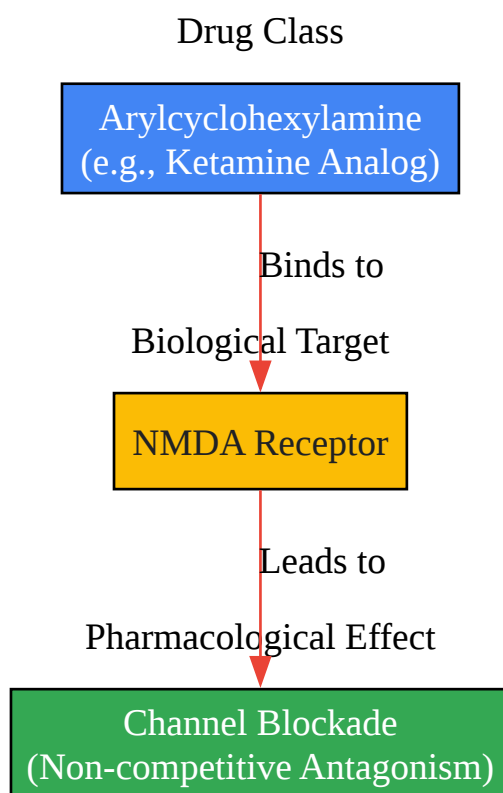 Drug Class
Arylcyclohexylamine
(e.g., Ketamine Analog)
Binds to
Biological Target
NMDA Receptor
Leads to
Pharmacological Effect
Channel Blockade
(Non-competitive Antagonism)